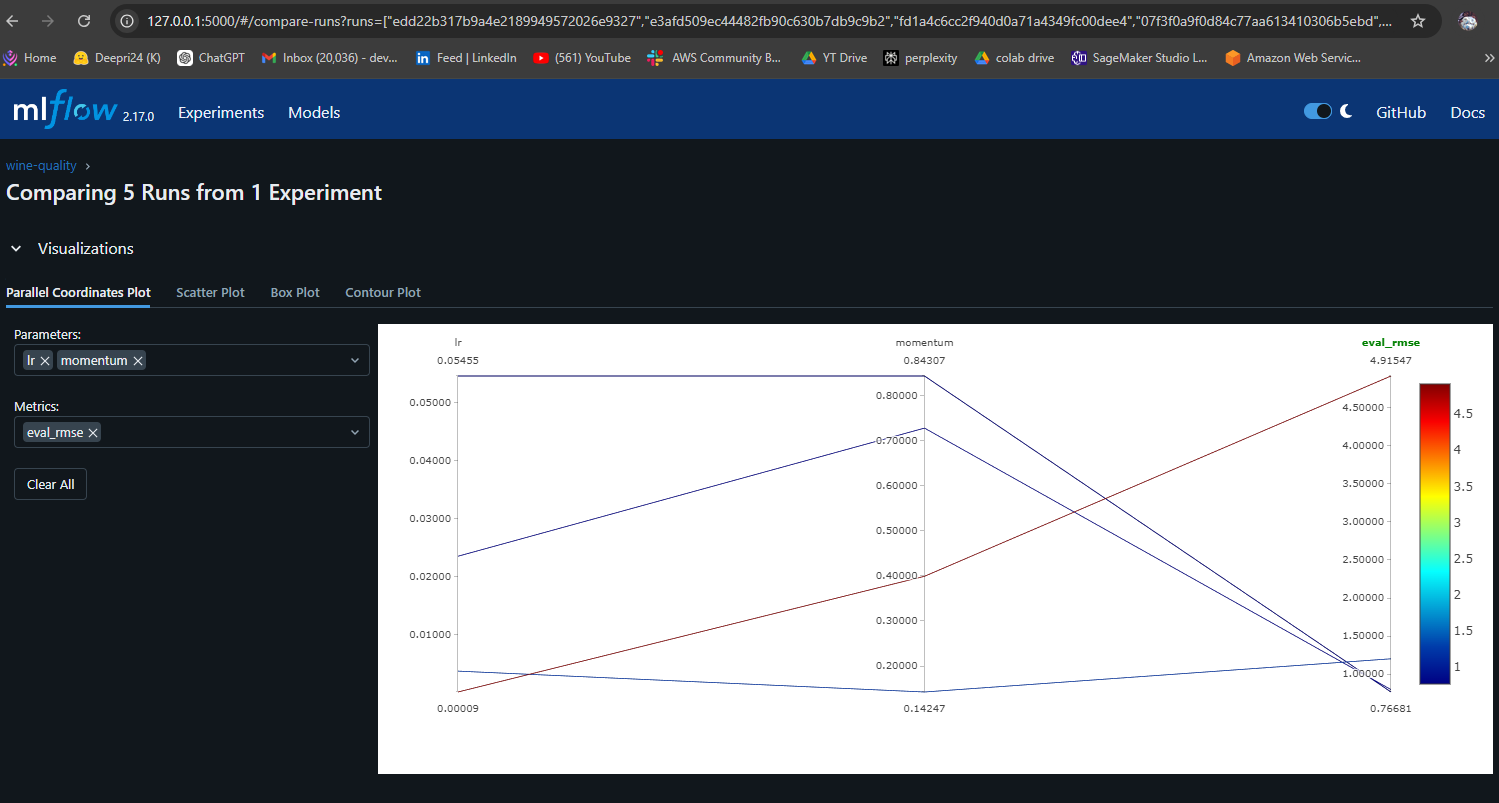 127.0.0.1:5000/#/compare-runs?runs=["edd22b317b9a4e2189949572026e9327","e3afd509ec44482fb90c630b7db9c9b2","fd1a4c6cc2f940d0a71a4349fc00dee4","07f3f0a9f0d84c77aa613410306b5ebd",...
Home Deepri24 (K) ChatGPT Inbox (20,036) - dev... Feed | LinkedIn (561) YouTube AWS Community B... YT Drive perplexity colab drive SageMaker Studio L... Amazon Web Servic... »
mlflow 2.17.0 Experiments Models GitHub Docs
wine-quality ›
Comparing 5 Runs from 1 Experiment
Visualizations
Parallel Coordinates Plot Scatter Plot Box Plot Contour Plot
Parameters:
lr momentum
Metrics:
eval_rmse
Clear All
lr
0.05455
0.05000
0.04000
0.03000
0.02000
0.01000
0.00009
momentum
0.84307
0.80000
0.70000
0.60000
0.50000
0.40000
0.30000
0.20000
0.14247
eval_rmse
4.91547
4.50000
4.00000
3.50000
3.00000
2.50000
2.00000
1.50000
1.00000
0.76681
4.5
4
3.5
3
2.5
2
1.5
1